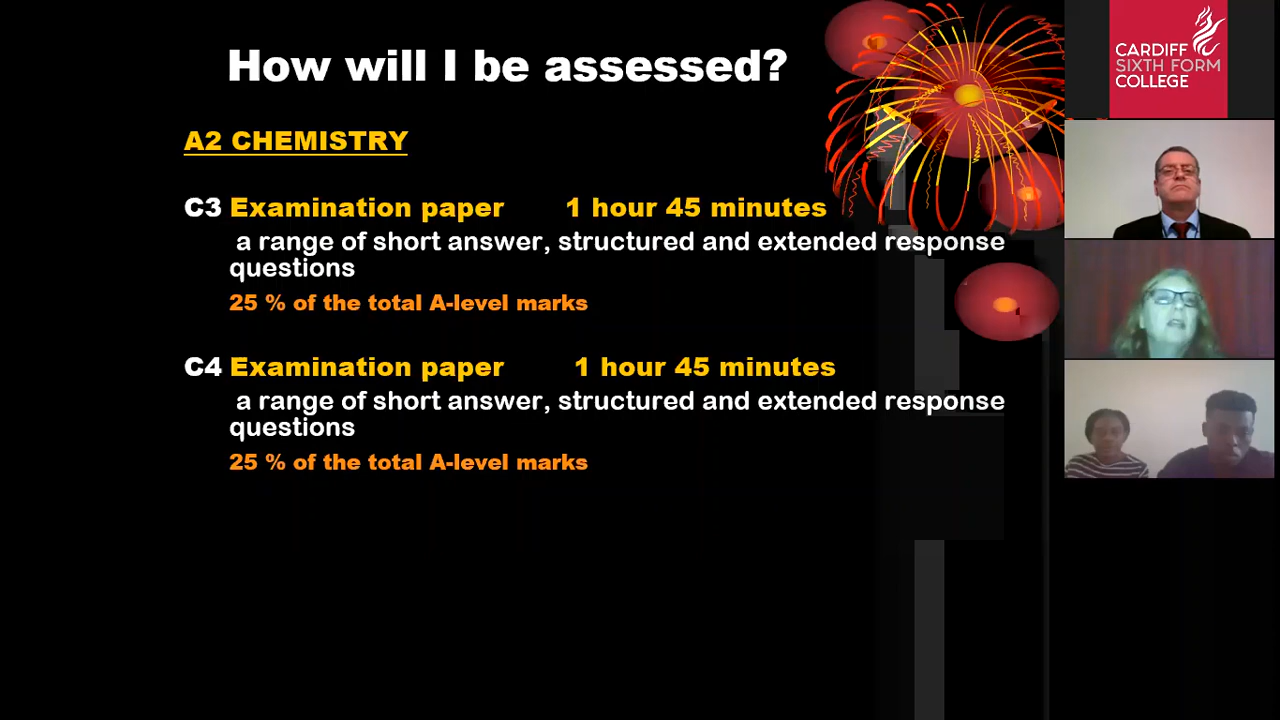 How will I be assessed?
A2 CHEMISTRY
C3 Examination paper 1 hour 45 minutes
a range of short answer, structured and extended response
questions
25 % of the total A-level marks
C4 Examination paper 1 hour 45 minutes
a range of short answer, structured and extended response
questions
25 % of the total A-level marks
CARDIFF
SIXTH FORM
COLLEGE